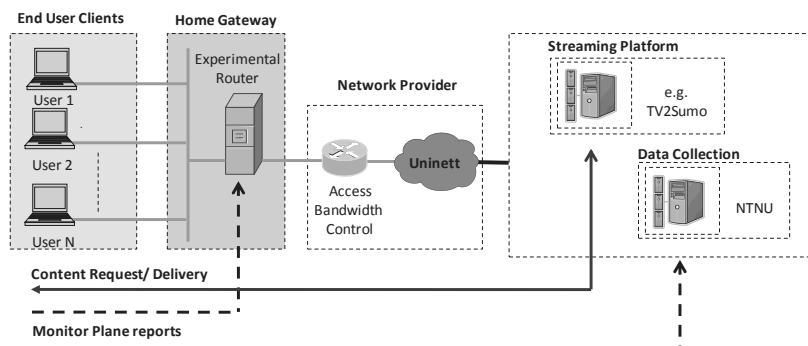 End User Clients
Home Gateway
User 1
User 2
User N
Experimental
Router
Network Provider
Access
Bandwidth
Control
Uninett
Streaming Platform
e.g.
TV2Sumo
Data Collection
NTNU
Content Request/ Delivery
Monitor Plane reports